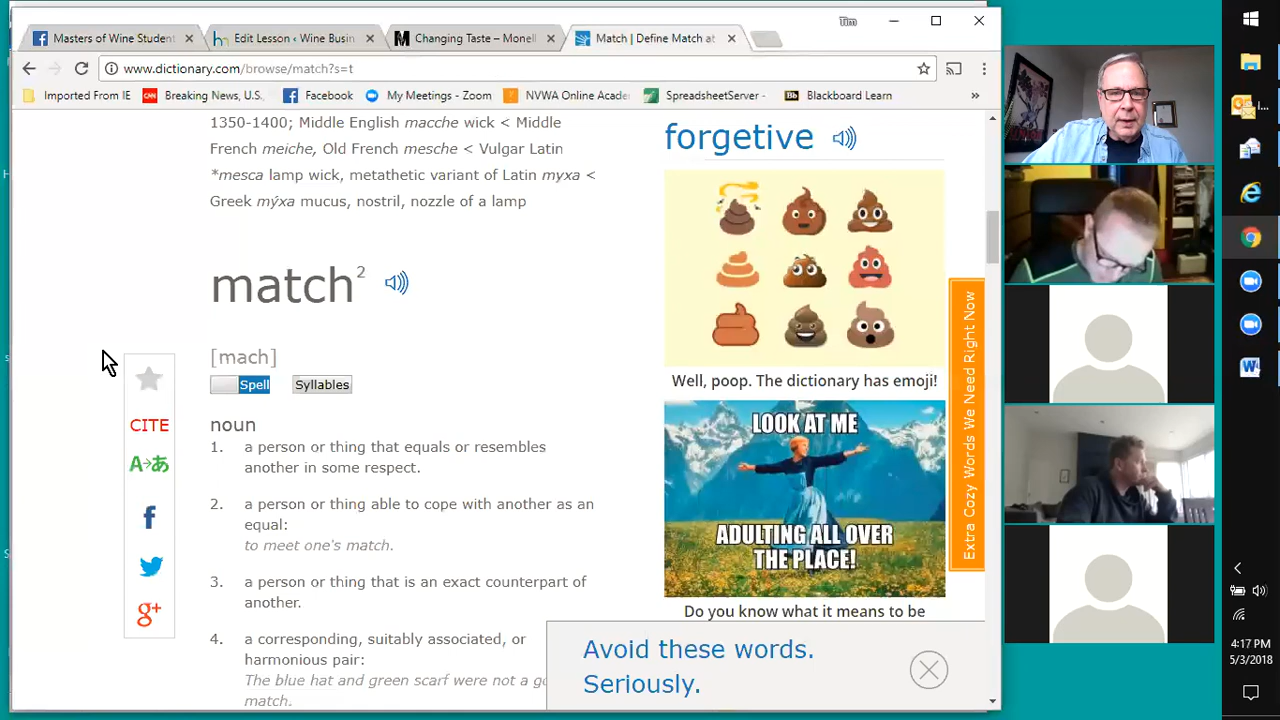 Tim
Masters of Wine Student
Edit Lesson ‹ Wine Busin
Changing Taste – Monell
Match | Define Match at
www.dictionary.com/browse/match?s=t
Imported From IE
CNN
Breaking News, U.S.
Facebook
My Meetings - Zoom
NVWA Online Acade
SpreadsheetServer -
Bb
Blackboard Learn
»
1350-1400; Middle English macche wick < Middle
French meiche, Old French mesche < Vulgar Latin
*mesca lamp wick, metathetic variant of Latin myxa <
Greek mýxa mucus, nostril, nozzle of a lamp
match2
[mach]
Spell
Syllables
CITE
A→あ
noun
1. a person or thing that equals or resembles
another in some respect.
2. a person or thing able to cope with another as an
equal:
to meet one's match.
3. a person or thing that is an exact counterpart of
another.
4. a corresponding, suitably associated, or
harmonious pair:
The blue hat and green scarf were not a go
match.
forgetive
Well, poop. The dictionary has emoji!
LOOK AT ME
ADULTING ALL OVER
THE PLACE!
Do you know what it means to be
Extra Cozy Words We Need Right Now
Avoid these words.
Seriously.
4:17 PM
5/3/2018